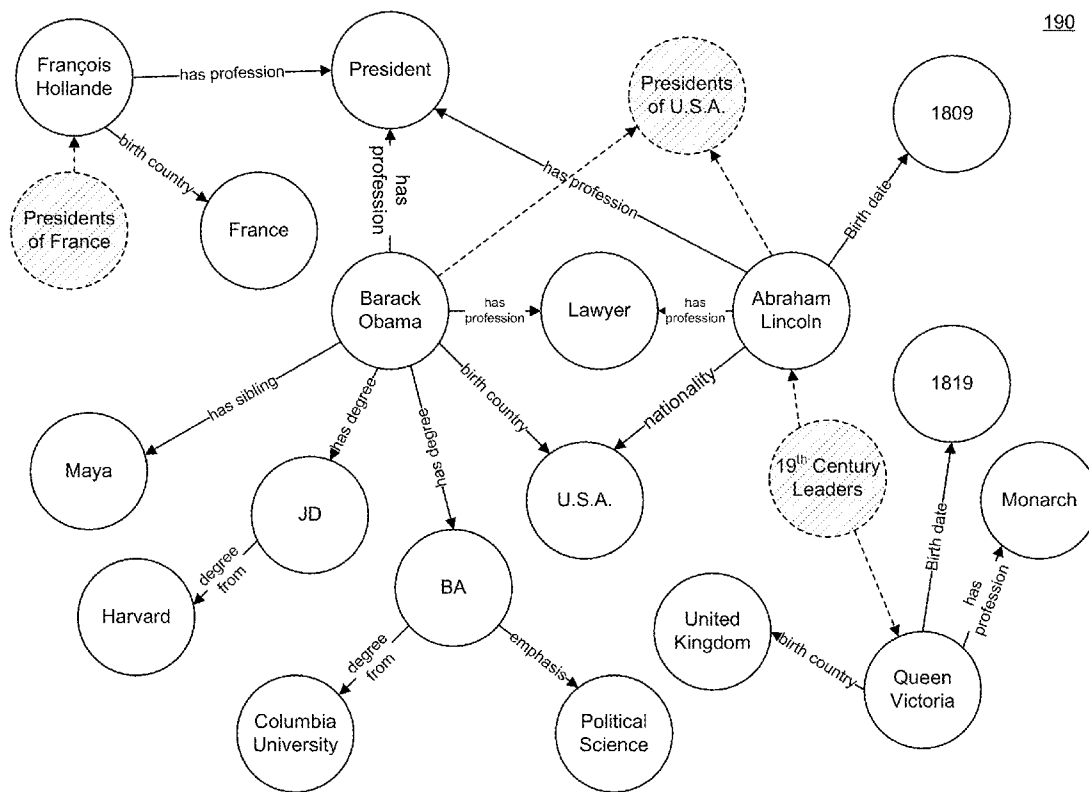 190
François
Hollande
has profession
President
Presidents
of U.S.A.
1809
birth country
Presidents
of France
France
has
profession
has profession
Birth date
Barack
Obama
has
profession
Lawyer
has
profession
Abraham
Lincoln
has sibling
has degree
has degree
birth country
nationality
1819
Maya
JD
U.S.A.
19th Century
Leaders
Monarch
degree
from
Harvard
BA
Birth date
has
profession
United
Kingdom
birth country
Queen
Victoria
degree
from
emphasis
Columbia
University
Political
Science